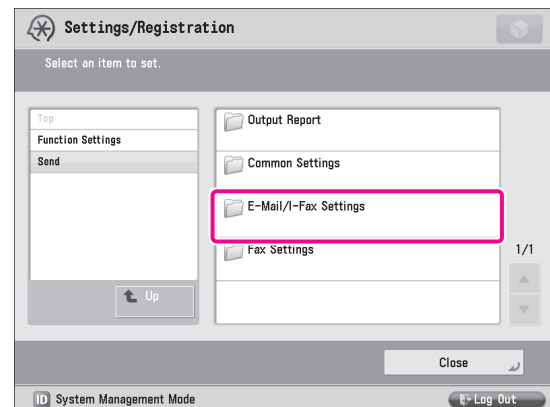 Settings/Registration
Select an item to set.
Top
Function Settings
Send
Up
Output Report
Common Settings
E-Mail/I-Fax Settings
Fax Settings
1/1
Close
ID System Management Mode
Log Out